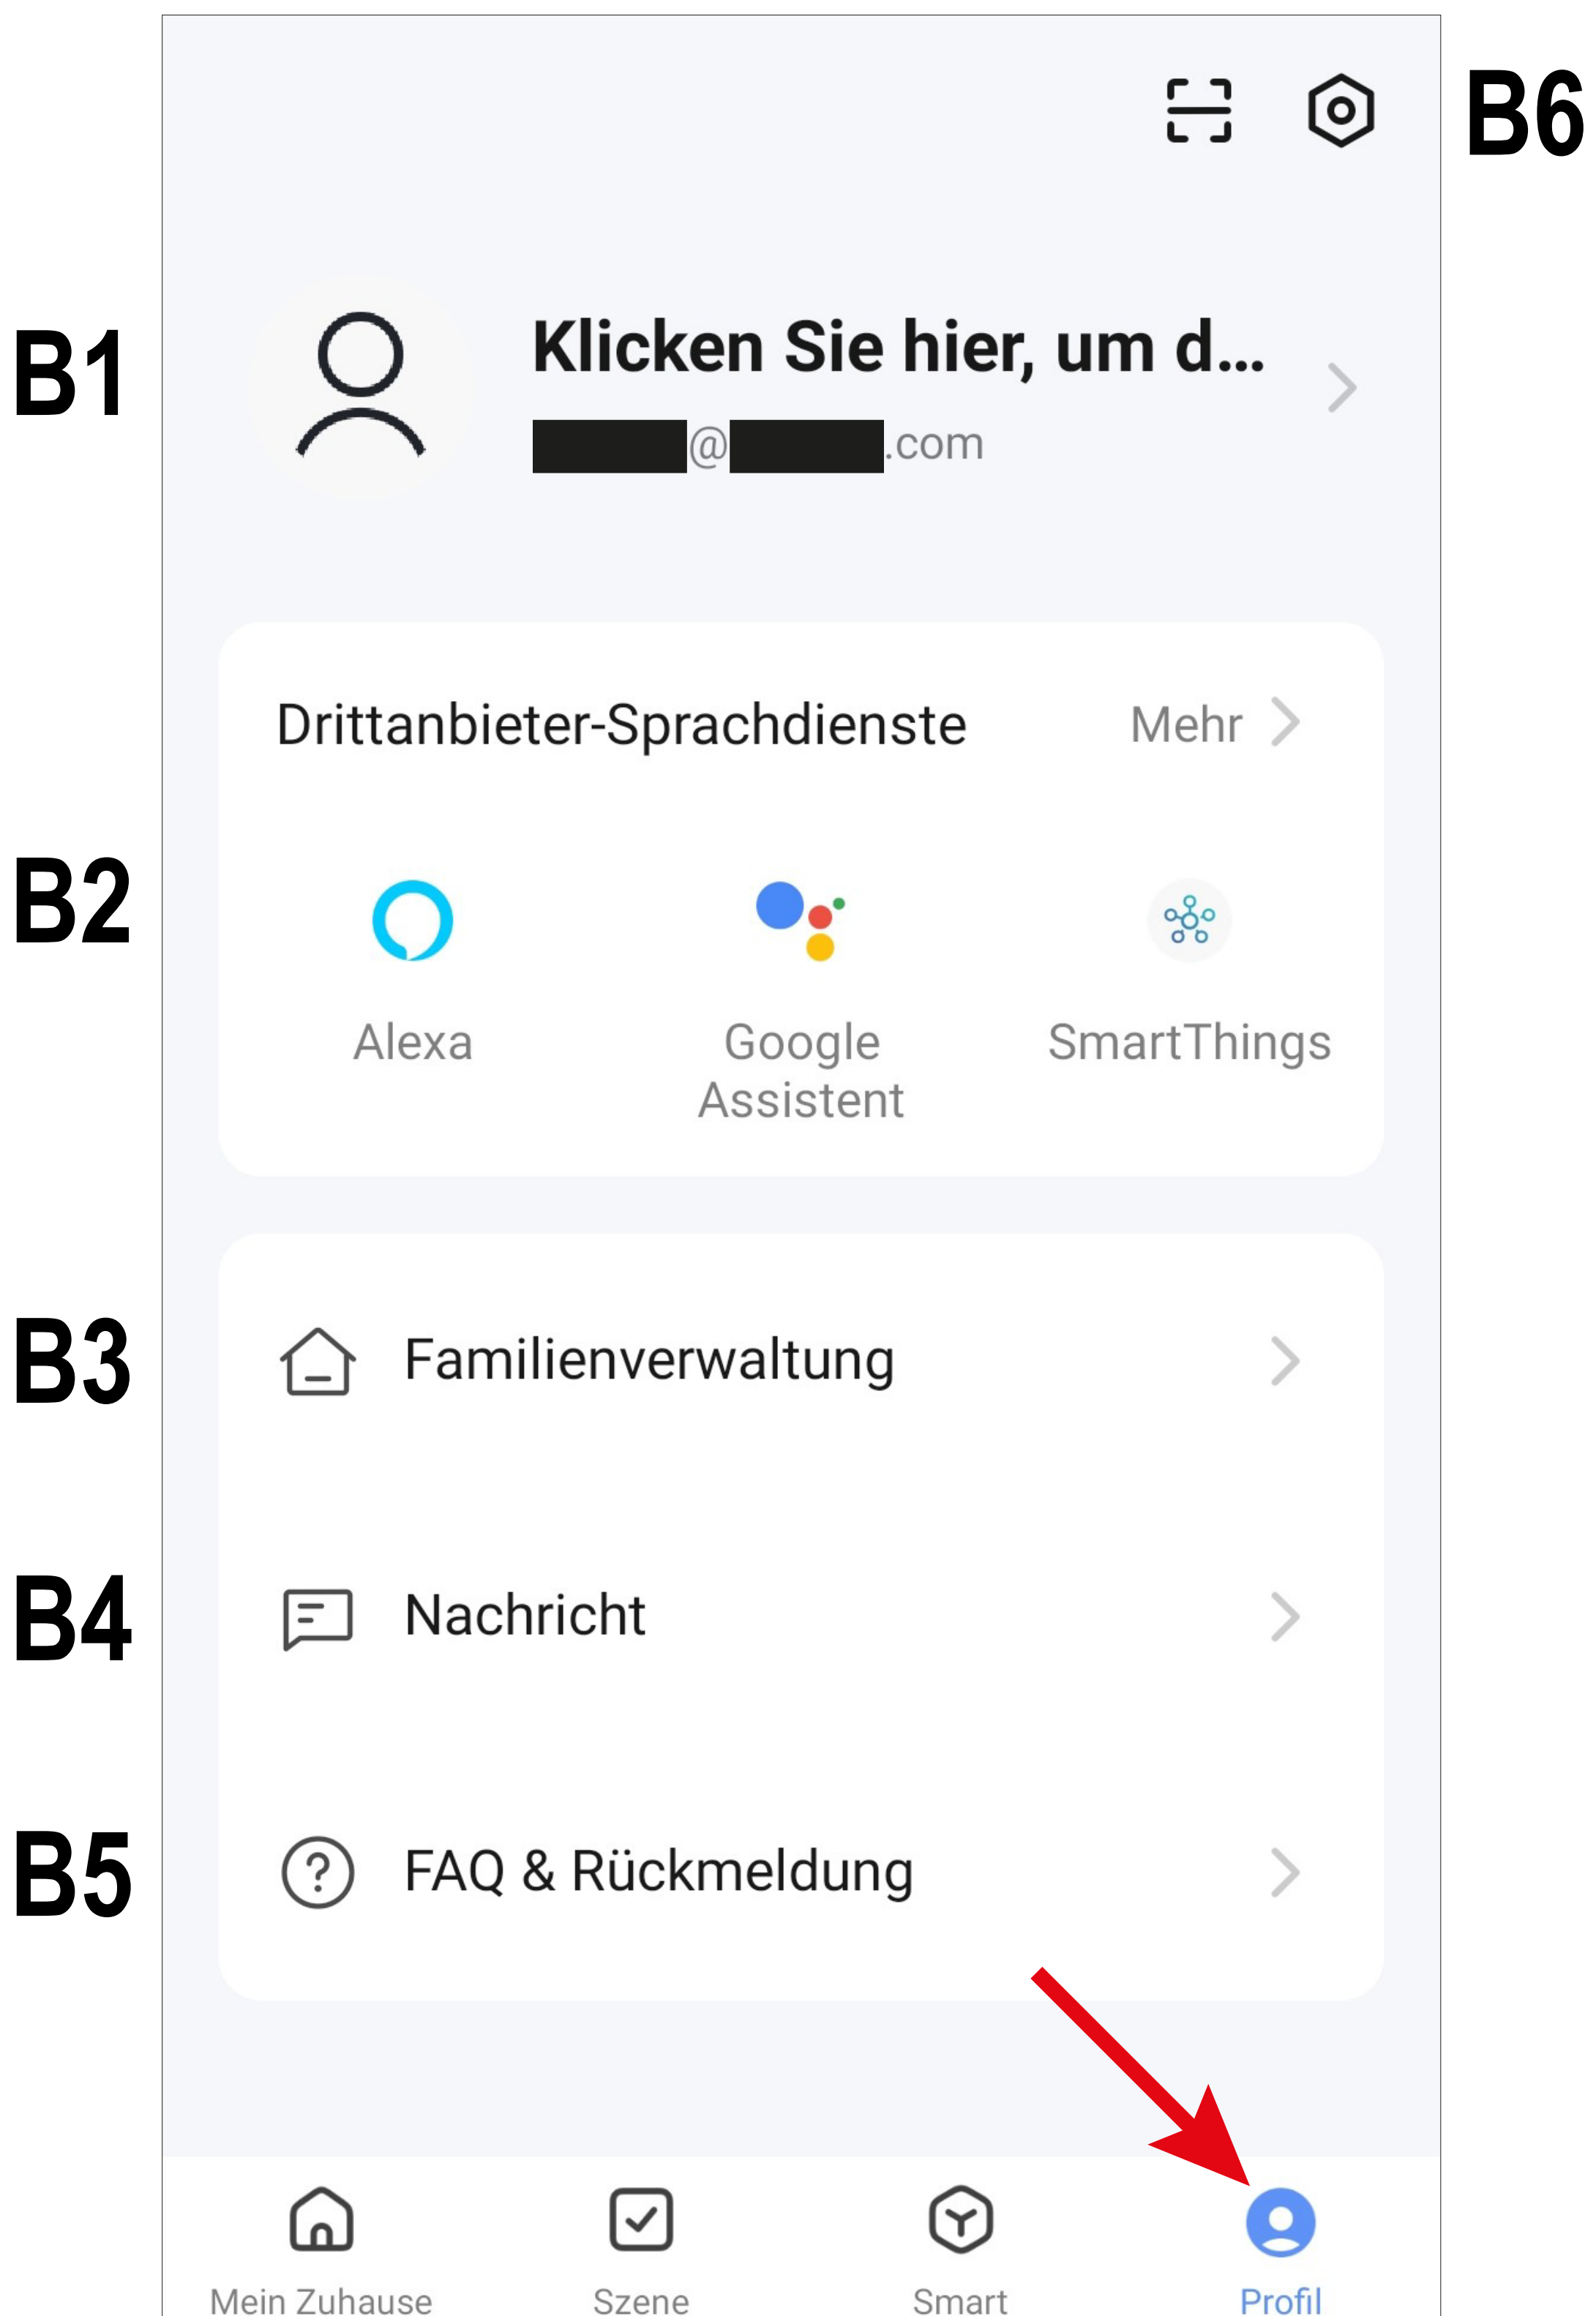 B6
B1
Klicken Sie hier, um d...
@ .com
Drittanbieter-Sprachdienste Mehr
B2
Alexa Google SmartThings
Assistent
B3 Familienverwaltung
B4 Nachricht
B5 FAQ & Rückmeldung
Mein Zuhause Szene Smart Profil